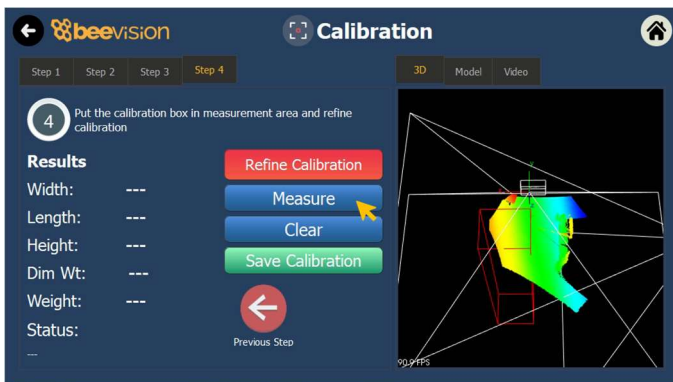 beevision
Calibration
Step 1
Step 2
Step 3
Step 4
3D
Model
Video
4
Put the calibration box in measurement area and refine
calibration
Results
Width: ---
Length: ---
Height: ---
Dim Wt: ---
Weight: ---
Status:
---
Refine Calibration
Measure
Clear
Save Calibration
Previous Step
90.9 FPS